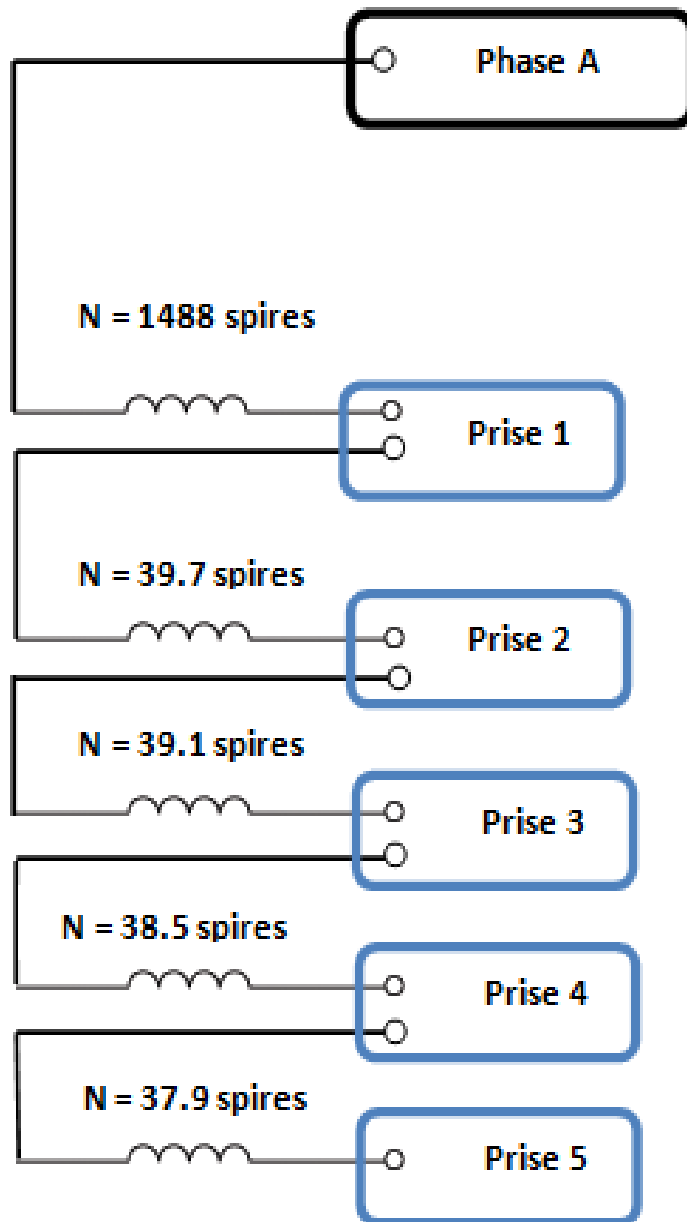 Phase A
N = 1488 spires
Prise 1
N = 39.7 spires
Prise 2
N = 39.1 spires
Prise 3
N = 38.5 spires
Prise 4
N = 37.9 spires
Prise 5